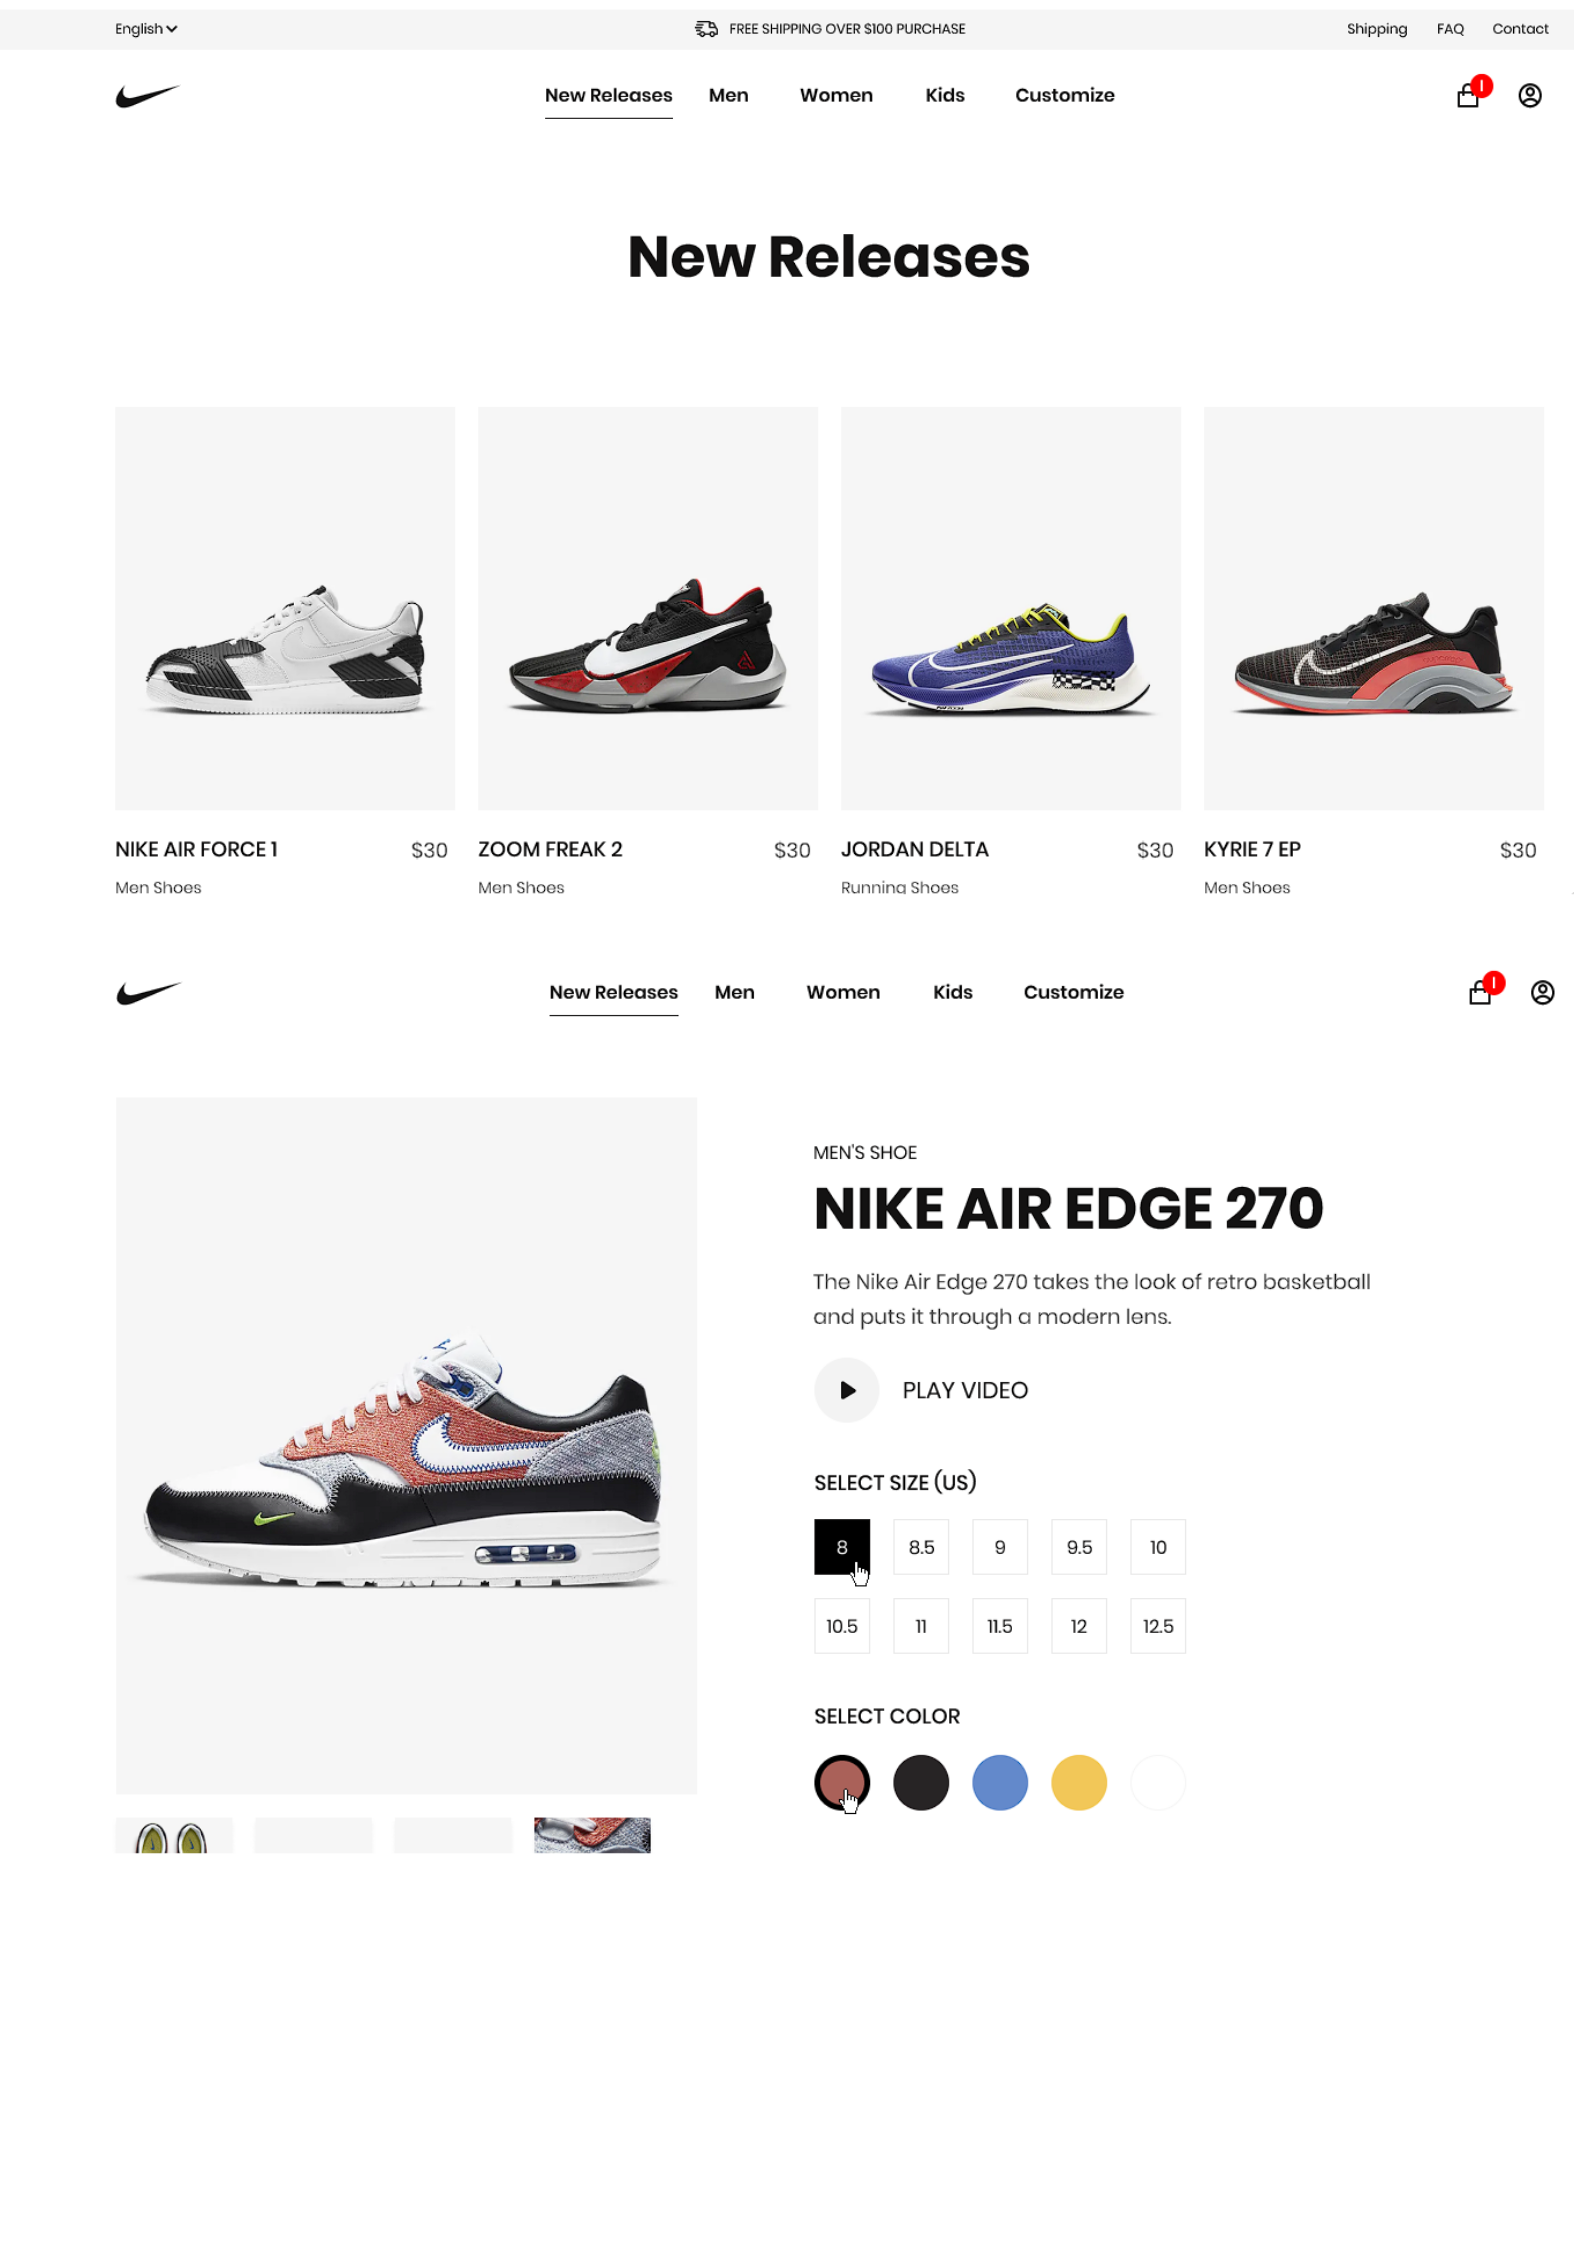 English
FREE SHIPPING OVER $100 PURCHASE
Shipping FAQ Contact
New Releases Men Women Kids Customize
1
New Releases
NIKE AIR FORCE 1 $30
Men Shoes
ZOOM FREAK 2 $30
Men Shoes
JORDAN DELTA $30
Running Shoes
KYRIE 7 EP $30
Men Shoes
New Releases Men Women Kids Customize
1
MEN'S SHOE
NIKE AIR EDGE 270
The Nike Air Edge 270 takes the look of retro basketball
and puts it through a modern lens.
PLAY VIDEO
SELECT SIZE (US)
8 8.5 9 9.5 10
10.5 11 11.5 12 12.5
SELECT COLOR